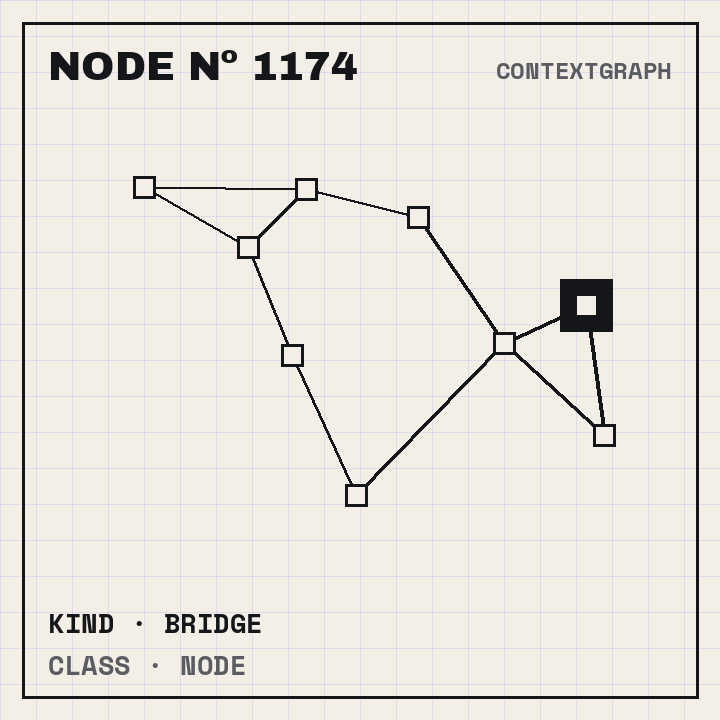 NODE Nº 1174
CONTEXTGRAPH
KIND · BRIDGE
CLASS · NODE